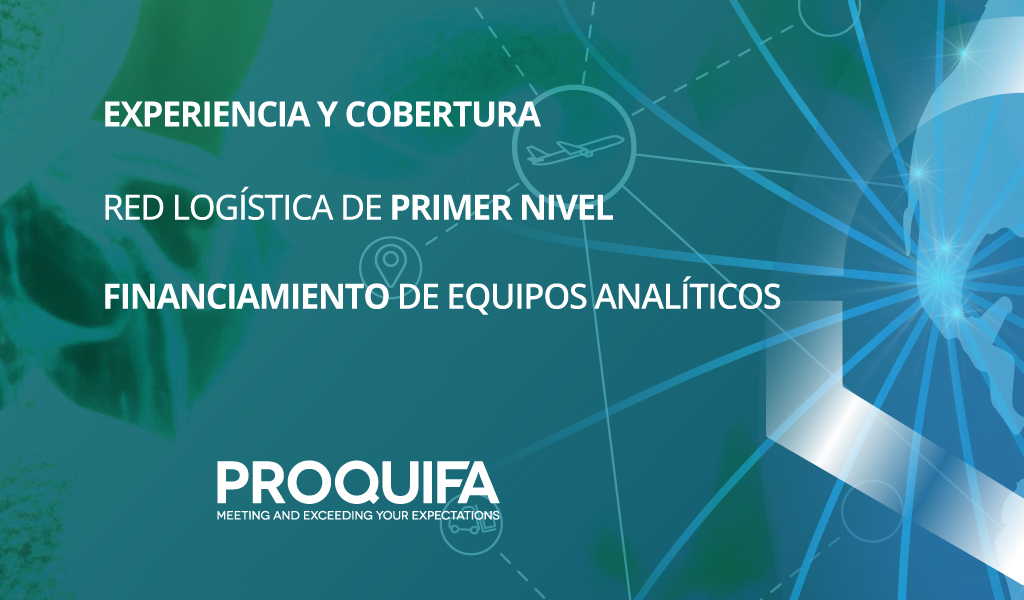 EXPERIENCIA Y COBERTURA
RED LOGÍSTICA DE PRIMER NIVEL
FINANCIAMIENTO DE EQUIPOS ANALÍTICOS
PROQUIFA
MEETING AND EXCEEDING YOUR EXPECTATIONS